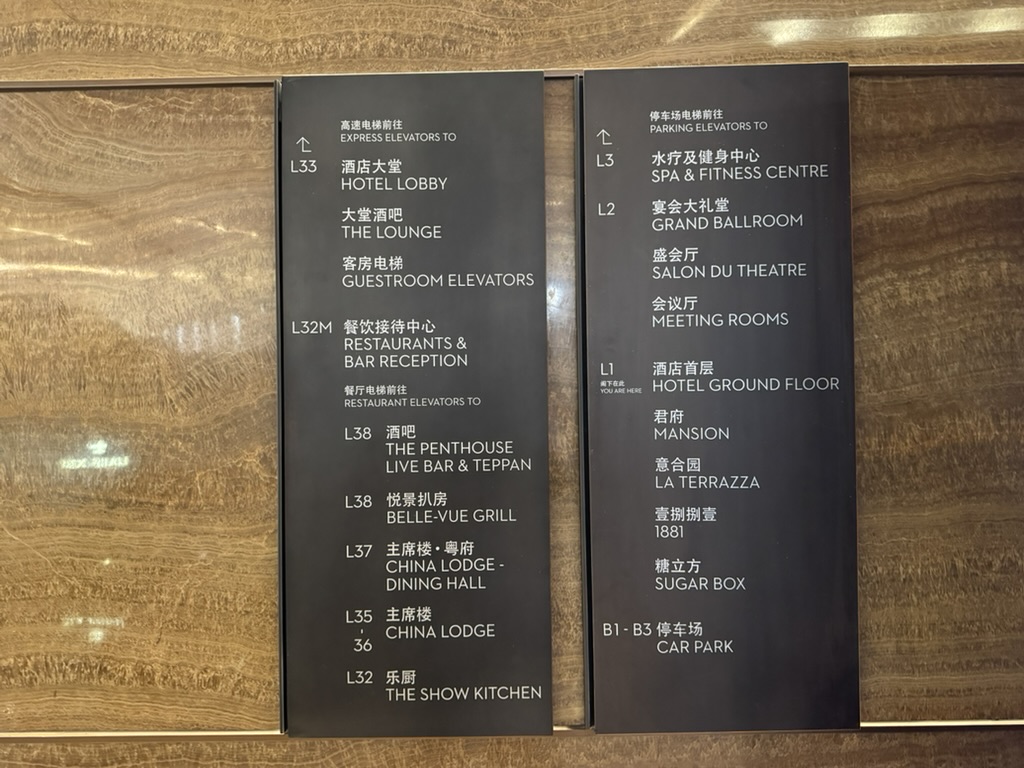 高速电梯前往
EXPRESS ELEVATORS TO
L33 酒店大堂
HOTEL LOBBY
大堂酒吧
THE LOUNGE
客房电梯
GUESTROOM ELEVATORS
L32M 餐饮接待中心
RESTAURANTS &
BAR RECEPTION
餐厅电梯前往
RESTAURANT ELEVATORS TO
L38 酒吧
THE PENTHOUSE
LIVE BAR & TEPPAN
L38 悦景扒房
BELLE-VUE GRILL
L37 主席楼·粤府
CHINA LODGE -
DINING HALL
L35 主席楼
- CHINA LODGE
36
L32 乐厨
THE SHOW KITCHEN
停车场电梯前往
PARKING ELEVATORS TO
L3 水疗及健身中心
SPA & FITNESS CENTRE
L2 宴会大礼堂
GRAND BALLROOM
盛会厅
SALON DU THEATRE
会议厅
MEETING ROOMS
L1 酒店首层
阁下在此
YOU ARE HERE
HOTEL GROUND FLOOR
君府
MANSION
意合园
LA TERRAZZA
壹捌捌壹
1881
糖立方
SUGAR BOX
B1 - B3 停车场
CAR PARK